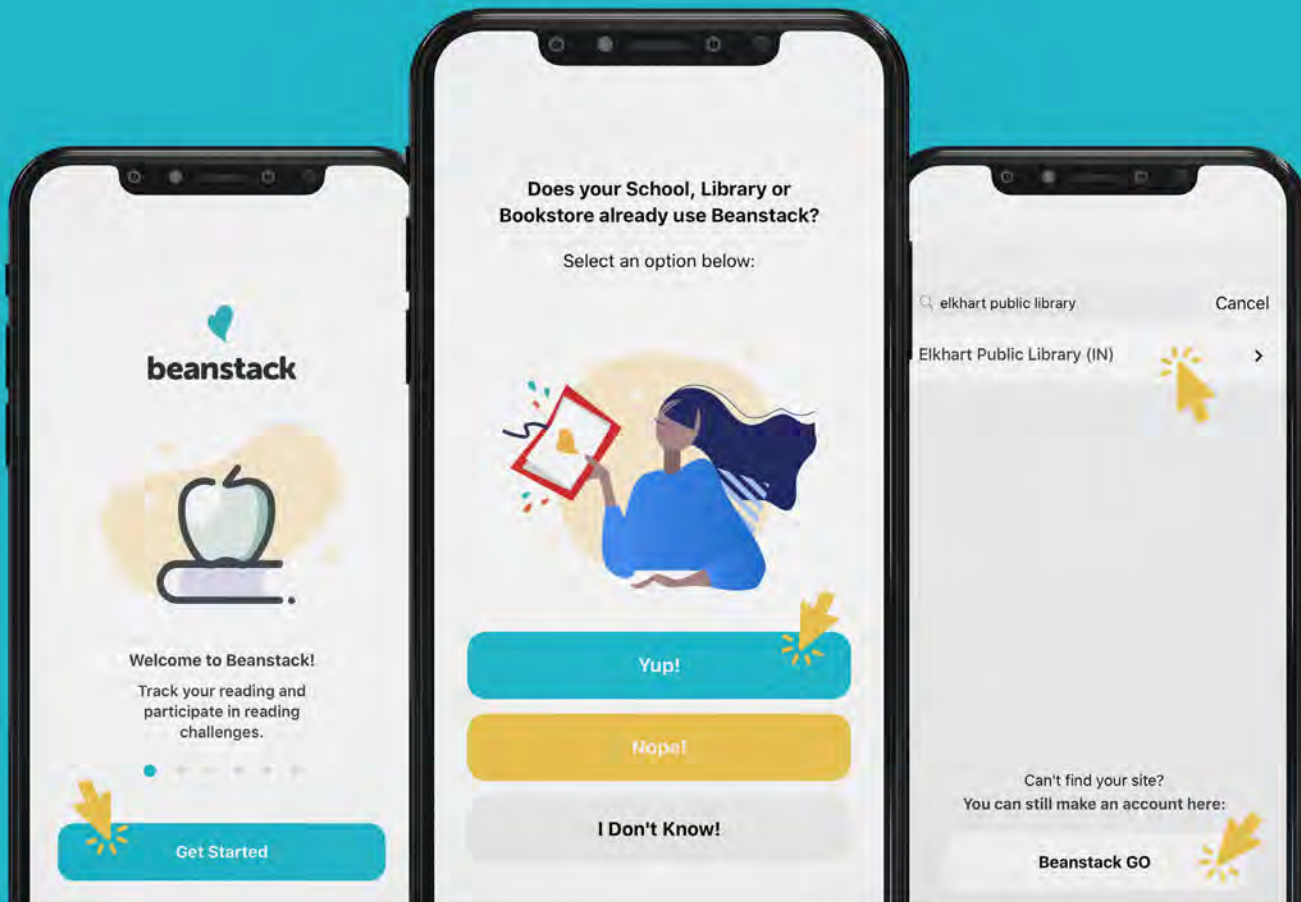 beanstack
Welcome to Beanstack!
Track your reading and
participate in reading
challenges.
Get Started
Does your School, Library or
Bookstore already use Beanstack?
Select an option below:
Yup!
Nope!
I Don't Know!
elkhart public library
Cancel
Elkhart Public Library (IN)
Can't find your site?
You can still make an account here:
Beanstack GO